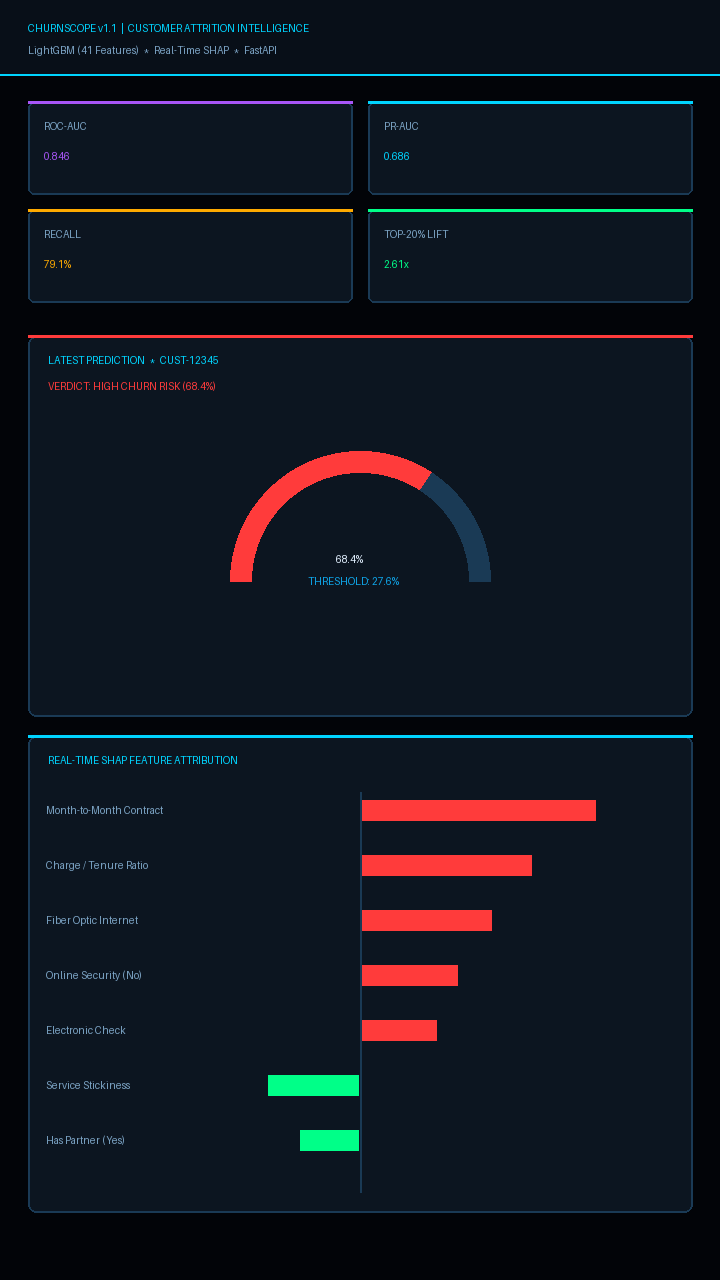 CHURNSCOPE v1.1 | CUSTOMER ATTRITION INTELLIGENCE
LightGBM (41 Features) ★ Real-Time SHAP ★ FastAPI
ROC-AUC
0.846
PR-AUC
0.686
RECALL
79.1%
TOP-20% LIFT
2.61x
LATEST PREDICTION ★ CUST-12345
VERDICT: HIGH CHURN RISK (68.4%)
68.4%
THRESHOLD: 27.6%
REAL-TIME SHAP FEATURE ATTRIBUTION
Month-to-Month Contract
Charge / Tenure Ratio
Fiber Optic Internet
Online Security (No)
Electronic Check
Service Stickiness
Has Partner (Yes)